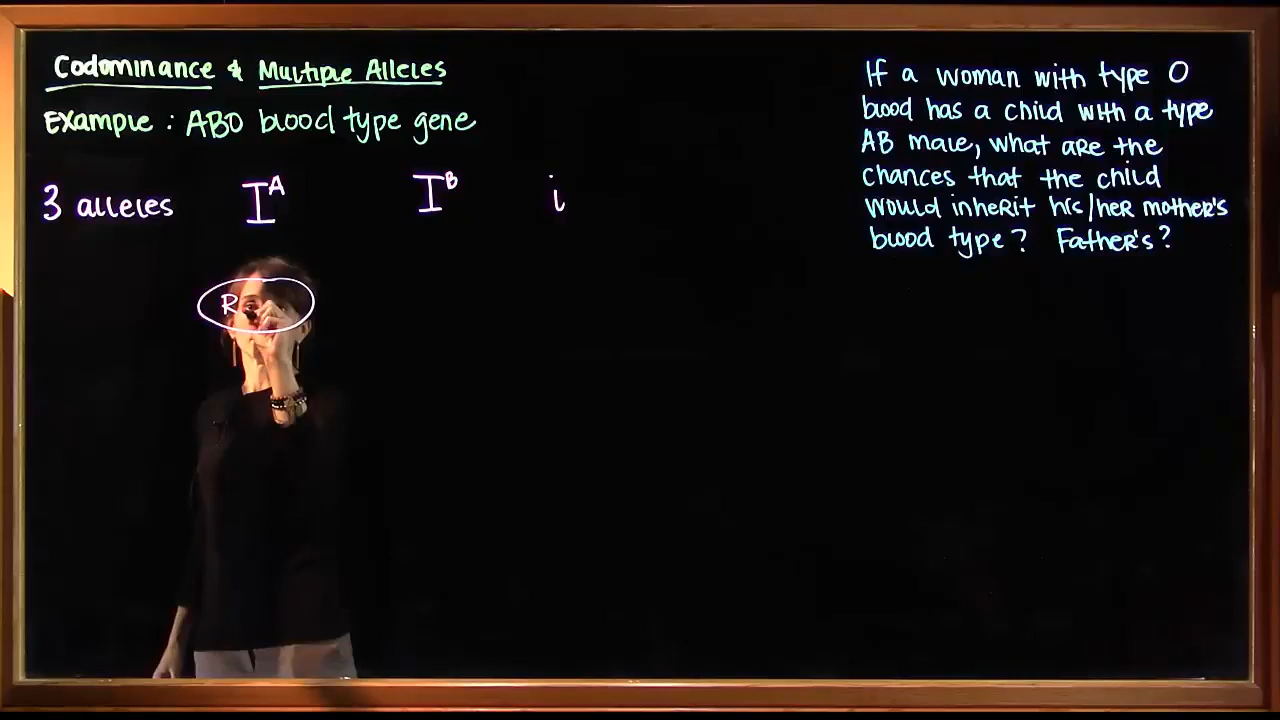 Codominance & Multiple Alleles
Example : ABO blood type gene
3 alleles I^A I^B i
R
If a woman with type O
blood has a child with a type
AB male, what are the
chances that the child
would inherit his/her mother's
blood type? Father's?